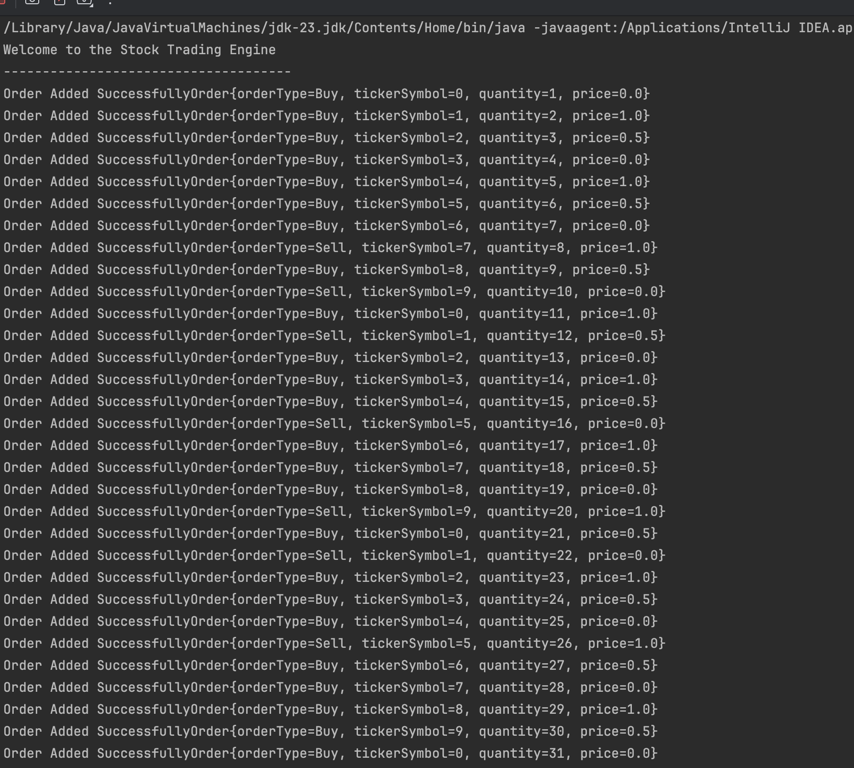 /Library/Java/JavaVirtualMachines/jdk-23.jdk/Contents/Home/bin/java -javaagent:/Applications/IntelliJ IDEA.ap
Welcome to the Stock Trading Engine
-------------------------------------
Order Added SuccessfullyOrder{orderType=Buy, tickerSymbol=0, quantity=1, price=0.0}
Order Added SuccessfullyOrder{orderType=Buy, tickerSymbol=1, quantity=2, price=1.0}
Order Added SuccessfullyOrder{orderType=Buy, tickerSymbol=2, quantity=3, price=0.5}
Order Added SuccessfullyOrder{orderType=Buy, tickerSymbol=3, quantity=4, price=0.0}
Order Added SuccessfullyOrder{orderType=Buy, tickerSymbol=4, quantity=5, price=1.0}
Order Added SuccessfullyOrder{orderType=Buy, tickerSymbol=5, quantity=6, price=0.5}
Order Added SuccessfullyOrder{orderType=Buy, tickerSymbol=6, quantity=7, price=0.0}
Order Added SuccessfullyOrder{orderType=Sell, tickerSymbol=7, quantity=8, price=1.0}
Order Added SuccessfullyOrder{orderType=Buy, tickerSymbol=8, quantity=9, price=0.5}
Order Added SuccessfullyOrder{orderType=Sell, tickerSymbol=9, quantity=10, price=0.0}
Order Added SuccessfullyOrder{orderType=Buy, tickerSymbol=0, quantity=11, price=1.0}
Order Added SuccessfullyOrder{orderType=Sell, tickerSymbol=1, quantity=12, price=0.5}
Order Added SuccessfullyOrder{orderType=Buy, tickerSymbol=2, quantity=13, price=0.0}
Order Added SuccessfullyOrder{orderType=Buy, tickerSymbol=3, quantity=14, price=1.0}
Order Added SuccessfullyOrder{orderType=Buy, tickerSymbol=4, quantity=15, price=0.5}
Order Added SuccessfullyOrder{orderType=Sell, tickerSymbol=5, quantity=16, price=0.0}
Order Added SuccessfullyOrder{orderType=Buy, tickerSymbol=6, quantity=17, price=1.0}
Order Added SuccessfullyOrder{orderType=Buy, tickerSymbol=7, quantity=18, price=0.5}
Order Added SuccessfullyOrder{orderType=Buy, tickerSymbol=8, quantity=19, price=0.0}
Order Added SuccessfullyOrder{orderType=Sell, tickerSymbol=9, quantity=20, price=1.0}
Order Added SuccessfullyOrder{orderType=Buy, tickerSymbol=0, quantity=21, price=0.5}
Order Added SuccessfullyOrder{orderType=Sell, tickerSymbol=1, quantity=22, price=0.0}
Order Added SuccessfullyOrder{orderType=Buy, tickerSymbol=2, quantity=23, price=1.0}
Order Added SuccessfullyOrder{orderType=Buy, tickerSymbol=3, quantity=24, price=0.5}
Order Added SuccessfullyOrder{orderType=Buy, tickerSymbol=4, quantity=25, price=0.0}
Order Added SuccessfullyOrder{orderType=Sell, tickerSymbol=5, quantity=26, price=1.0}
Order Added SuccessfullyOrder{orderType=Buy, tickerSymbol=6, quantity=27, price=0.5}
Order Added SuccessfullyOrder{orderType=Buy, tickerSymbol=7, quantity=28, price=0.0}
Order Added SuccessfullyOrder{orderType=Buy, tickerSymbol=8, quantity=29, price=1.0}
Order Added SuccessfullyOrder{orderType=Buy, tickerSymbol=9, quantity=30, price=0.5}
Order Added SuccessfullyOrder{orderType=Buy, tickerSymbol=0, quantity=31, price=0.0}